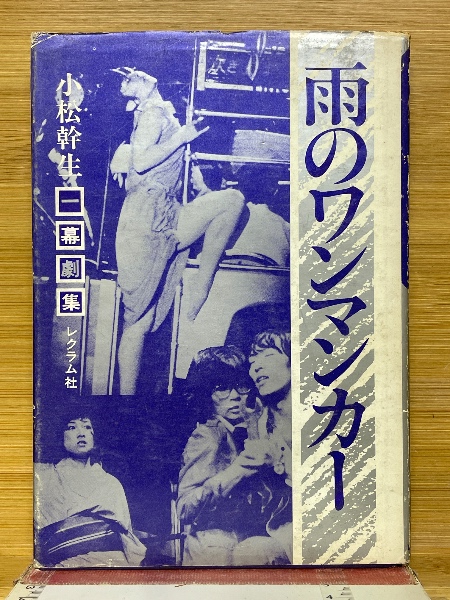 雨のワンマンカー
小松幹生
一幕劇集
レクラム社